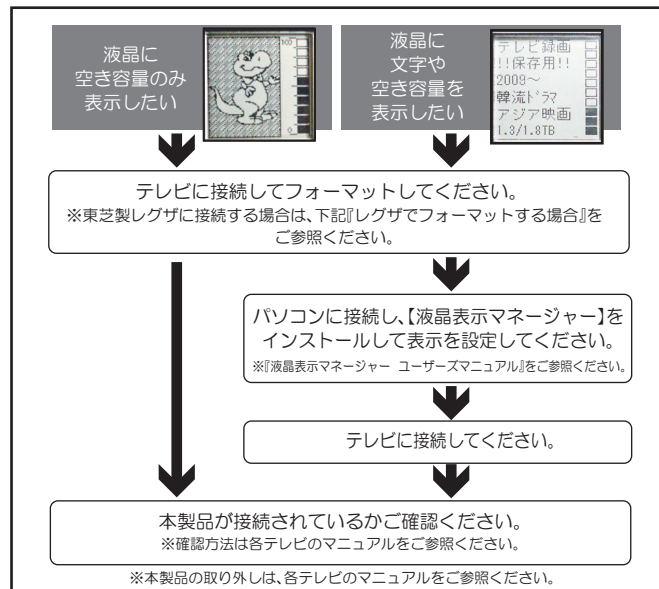 液晶に
空き容量のみ
表示したい
100
0
液晶に
文字や
空き容量を
表示したい
テレビ録画
!!保存用!!
2009～
韓流ドラマ
アジア映画
1.3/1.8TB
テレビに接続してフォーマットしてください。
※東芝製レグザに接続する場合は、下記『レグザでフォーマットする場合』を
ご参照ください。
パソコンに接続し、【液晶表示マネージャー】を
インストールして表示を設定してください。
※『液晶表示マネージャー ユーザーズマニュアル』をご参照ください。
テレビに接続してください。
本製品が接続されているかご確認ください。
※確認方法は各テレビのマニュアルをご参照ください。
※本製品の取り外しは、各テレビのマニュアルをご参照ください。